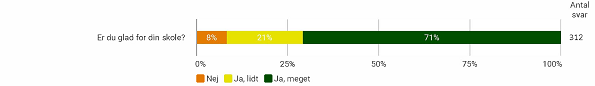 Antal
svar
Er du glad for din skole? 8% 21% 71% 312
0% 25% 50% 75% 100%
Nej Ja, lidt Ja, meget